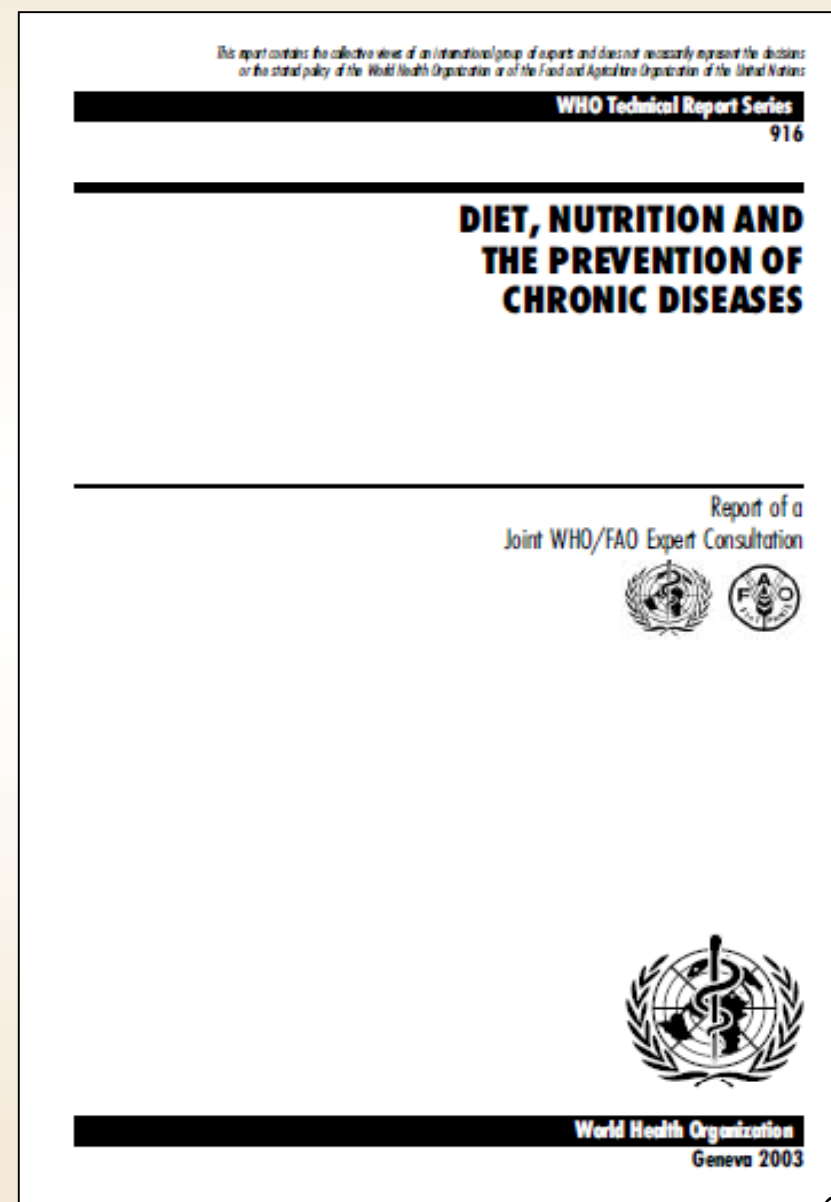 This report contains the collective views of an international group of experts and does not necessarily represent the decisions
or the stated policy of the World Health Organization or of the Food and Agriculture Organization of the United Nations
WHO Technical Report Series
916
DIET, NUTRITION AND
THE PREVENTION OF
CHRONIC DISEASES
Report of a
Joint WHO/FAO Expert Consultation
F A O
FIAT PANIS
World Health Organization
Geneva 2003